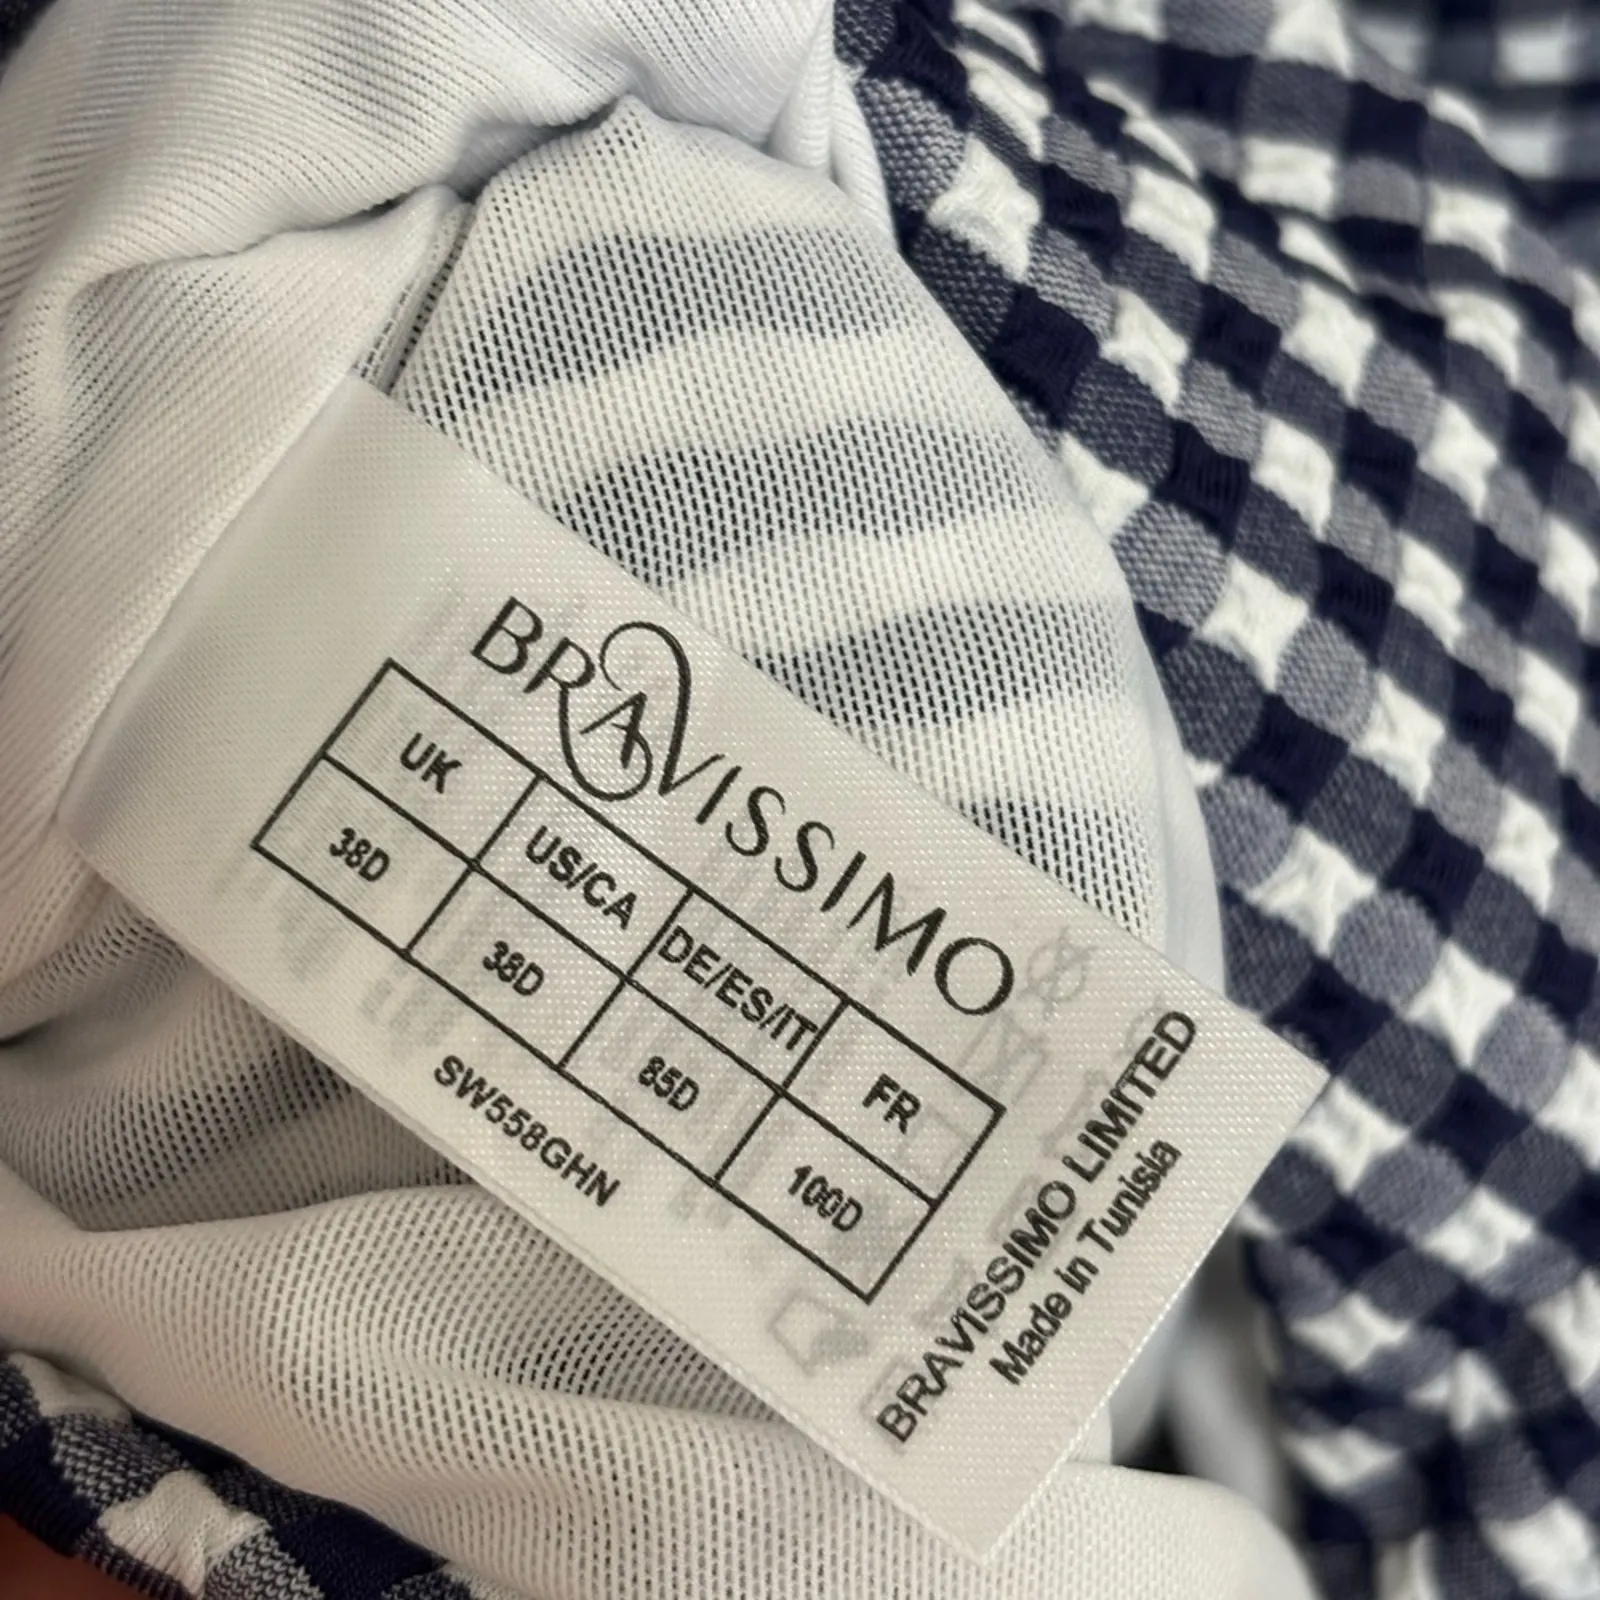 BRAVISSIMO
UK US/CA DE/ES/IT FR
38D 38D 85D 100D
SW558GHN
BRAVISSIMO LIMITED
Made in Tunisia